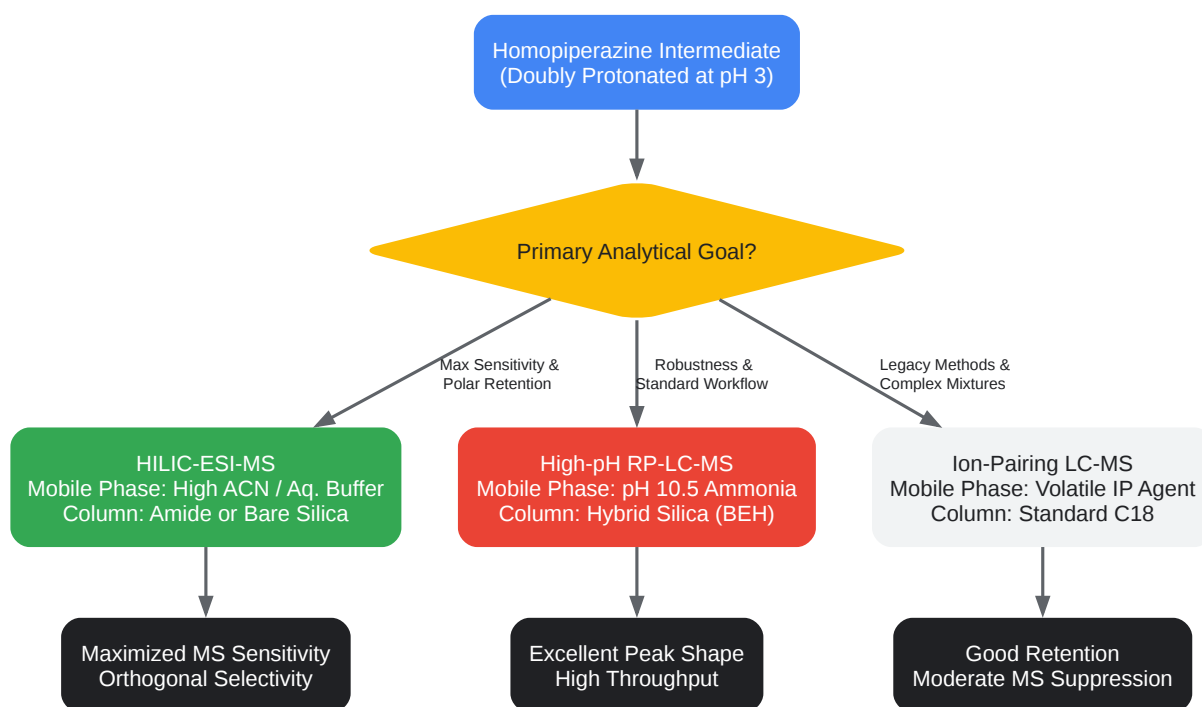 Homopiperazine Intermediate
(Doubly Protonated at pH 3)
Primary Analytical Goal?
Max Sensitivity &
Polar Retention
Robustness &
Standard Workflow
Legacy Methods &
Complex Mixtures
HILIC-ESI-MS
Mobile Phase: High ACN / Aq. Buffer
Column: Amide or Bare Silica
High-pH RP-LC-MS
Mobile Phase: pH 10.5 Ammonia
Column: Hybrid Silica (BEH)
Ion-Pairing LC-MS
Mobile Phase: Volatile IP Agent
Column: Standard C18
Maximized MS Sensitivity
Orthogonal Selectivity
Excellent Peak Shape
High Throughput
Good Retention
Moderate MS Suppression